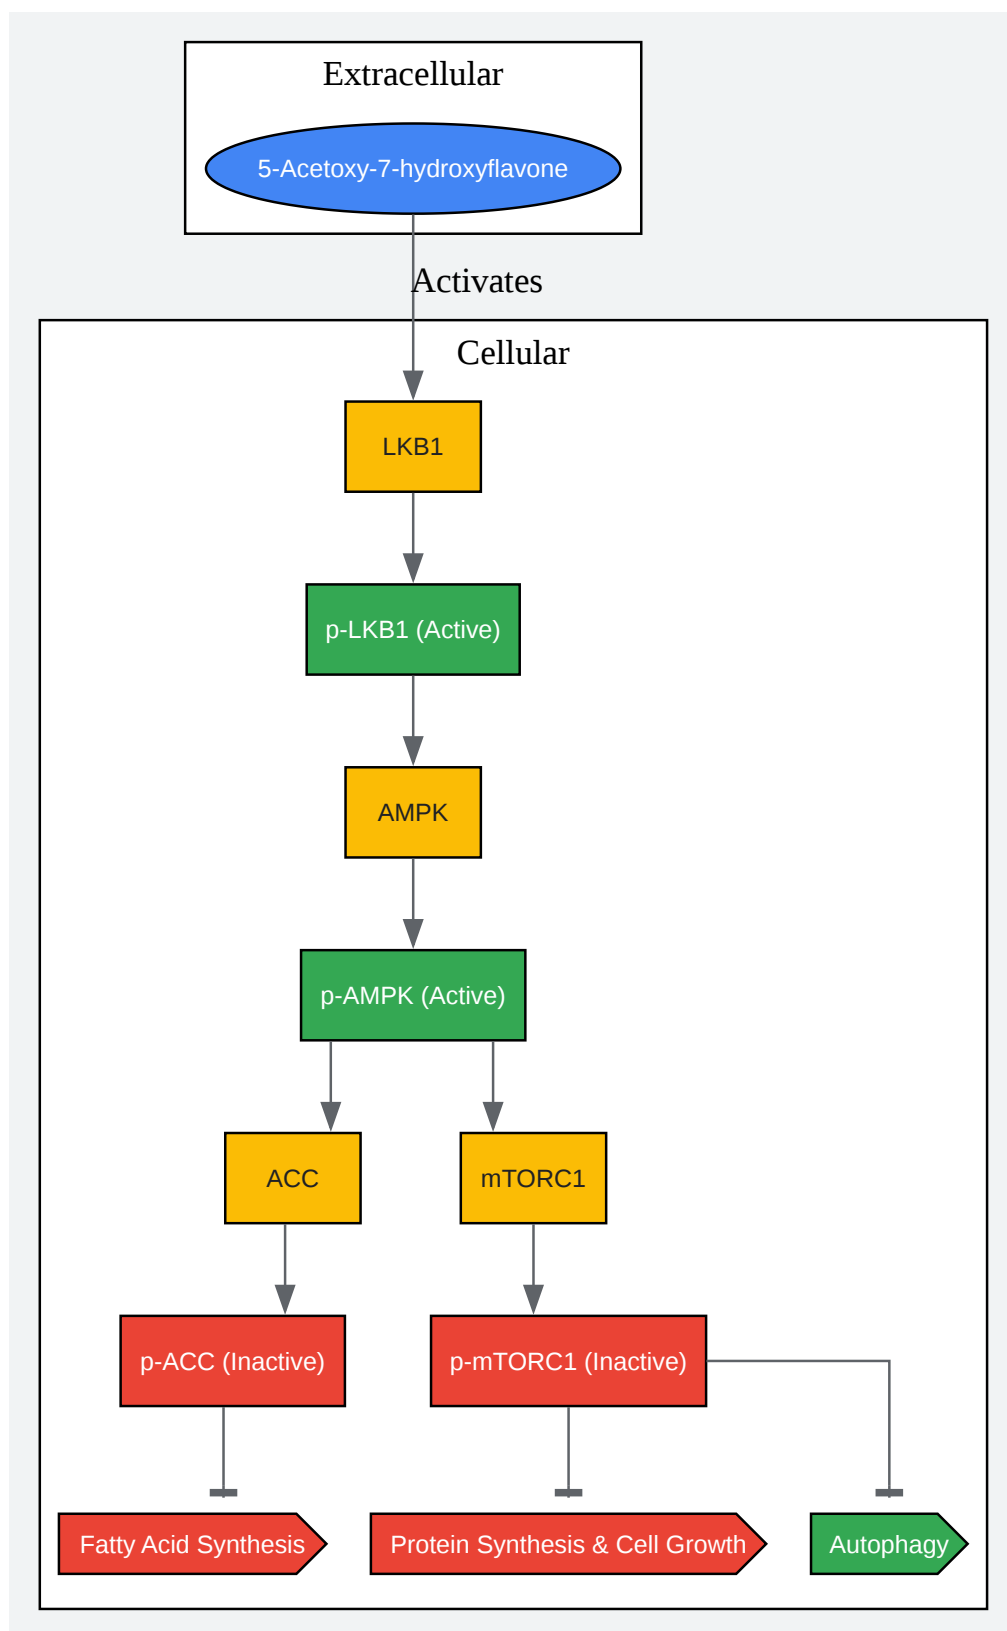 Extracellular
5-Acetoxy-7-hydroxyflavone
Activates
Cellular
LKB1
p-LKB1 (Active)
AMPK
p-AMPK (Active)
ACC
mTORC1
p-ACC (Inactive)
p-mTORC1 (Inactive)
Fatty Acid Synthesis
Protein Synthesis & Cell Growth
Autophagy